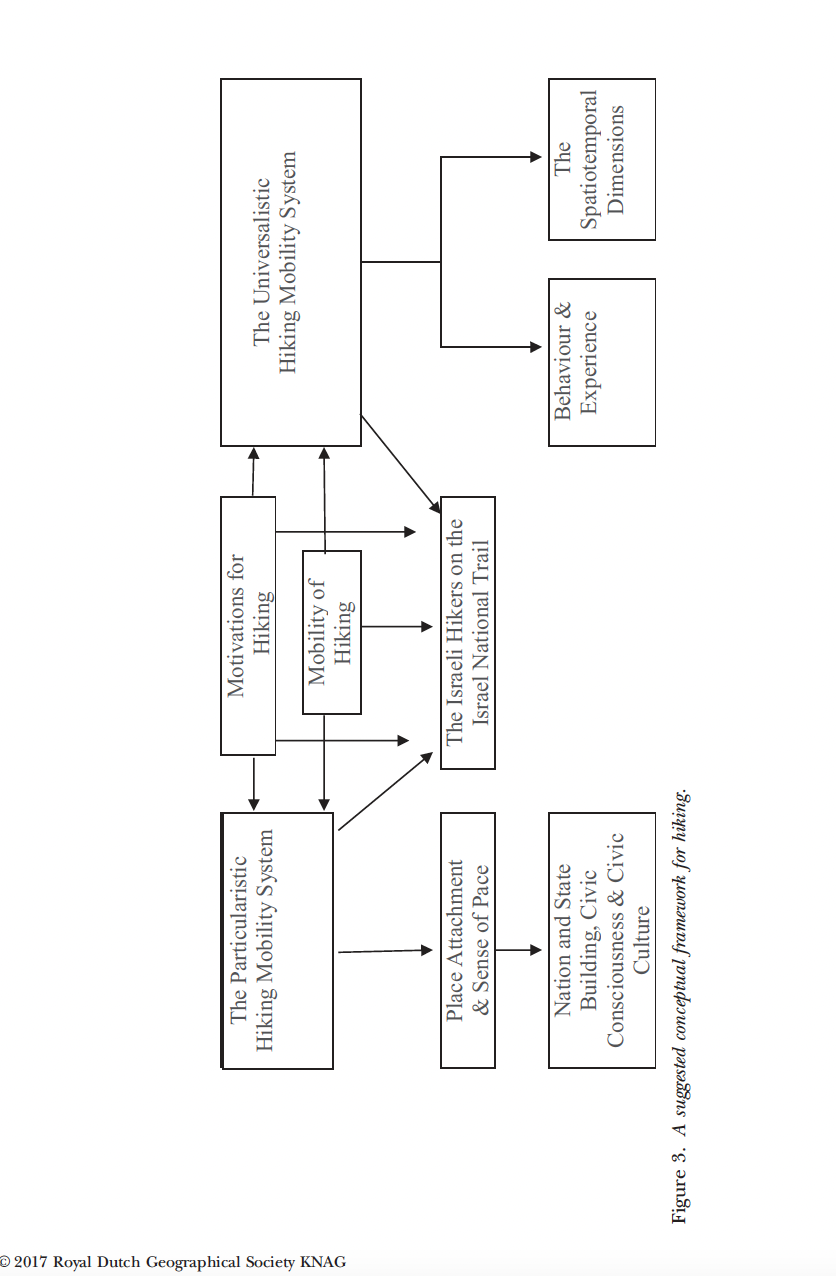 The Particularistic
Hiking Mobility System
Motivations for
Hiking
The Universalistic
Hiking Mobility System
Mobility of
Hiking
Place Attachment
& Sense of Pace
The Israeli Hikers on the
Israel National Trail
Nation and State
Building, Civic
Consciousness & Civic
Culture
Behaviour &
Experience
The
Spatiotemporal
Dimensions
Figure 3. A suggested conceptual framework for hiking.
© 2017 Royal Dutch Geographical Society KNAG